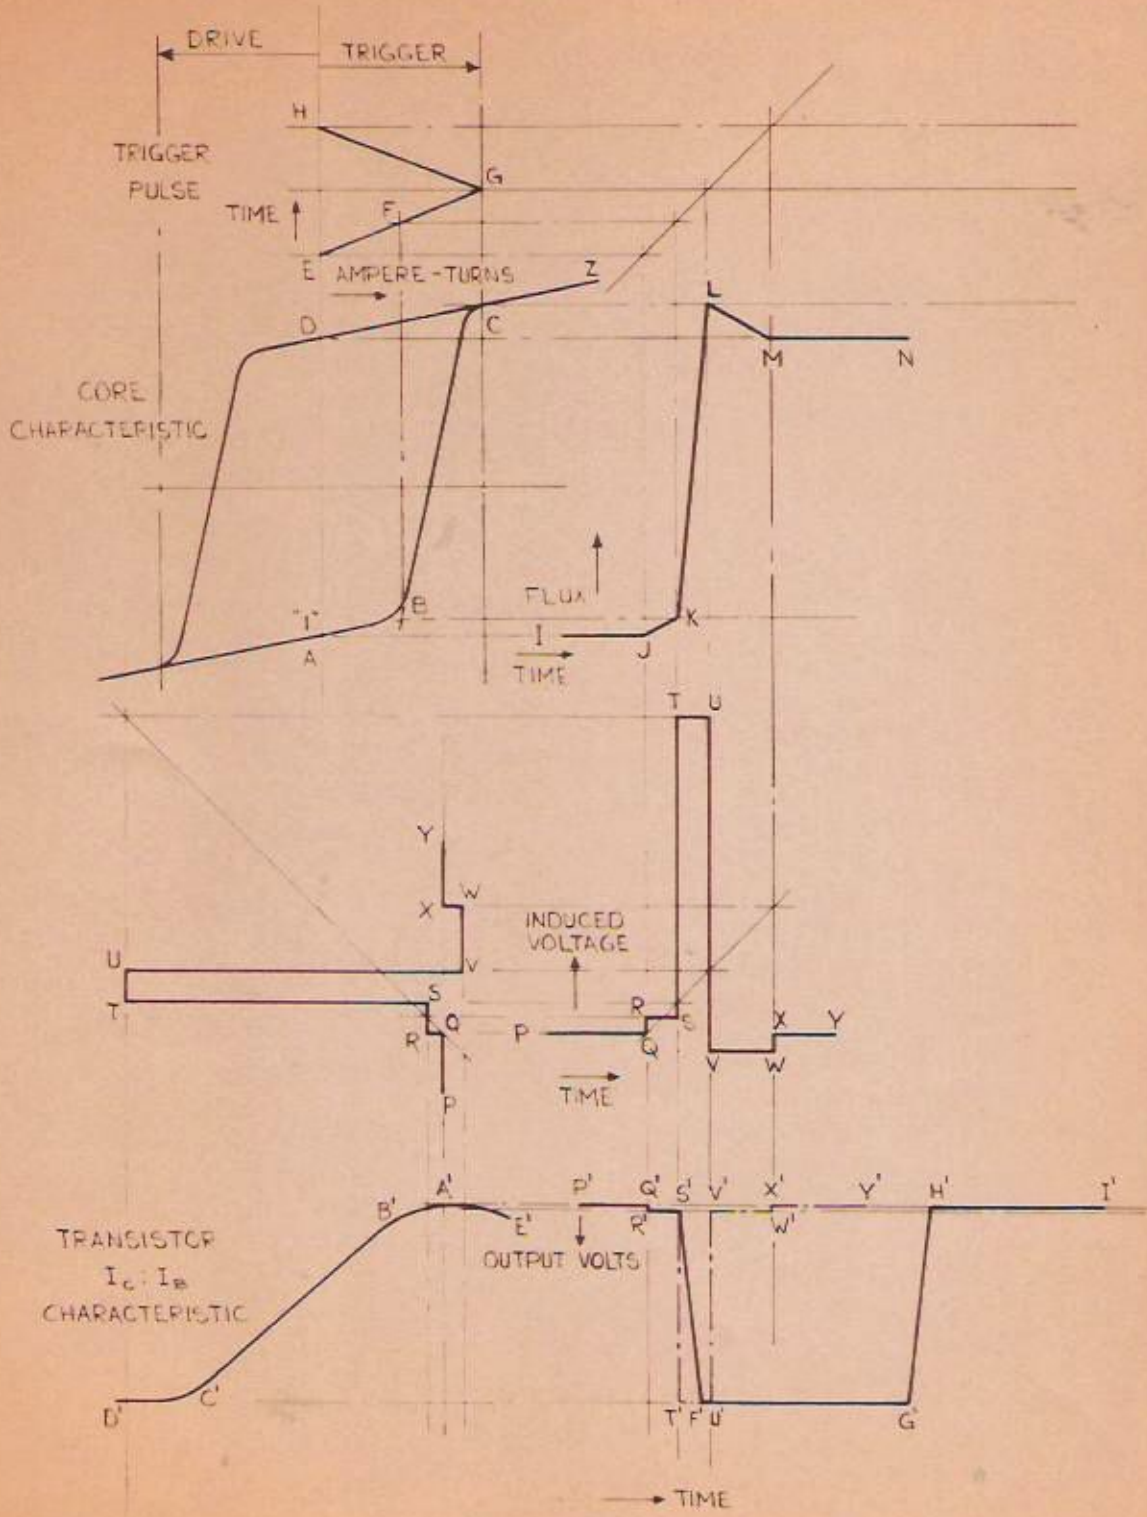 DRIVE
TRIGGER
H
TRIGGER
PULSE
G
TIME
F
E
AMPERE-TURNS
Z
D
C
L
M
N
CORE
CHARACTERISTIC
FLUX
"1"
A
B
I
J
K
TIME
T
U
Y
X
W
INDUCED
VOLTAGE
U
V
T
S
R
Q
P
P
R
Q
S
X
Y
V
W
TIME
A'
B'
E'
P'
Q'
S'
V'
X'
Y'
H'
I'
R'
W'
OUTPUT VOLTS
TRANSISTOR
Ic : IB
CHARACTERISTIC
D'
C'
T'
F'
U'
G'
TIME